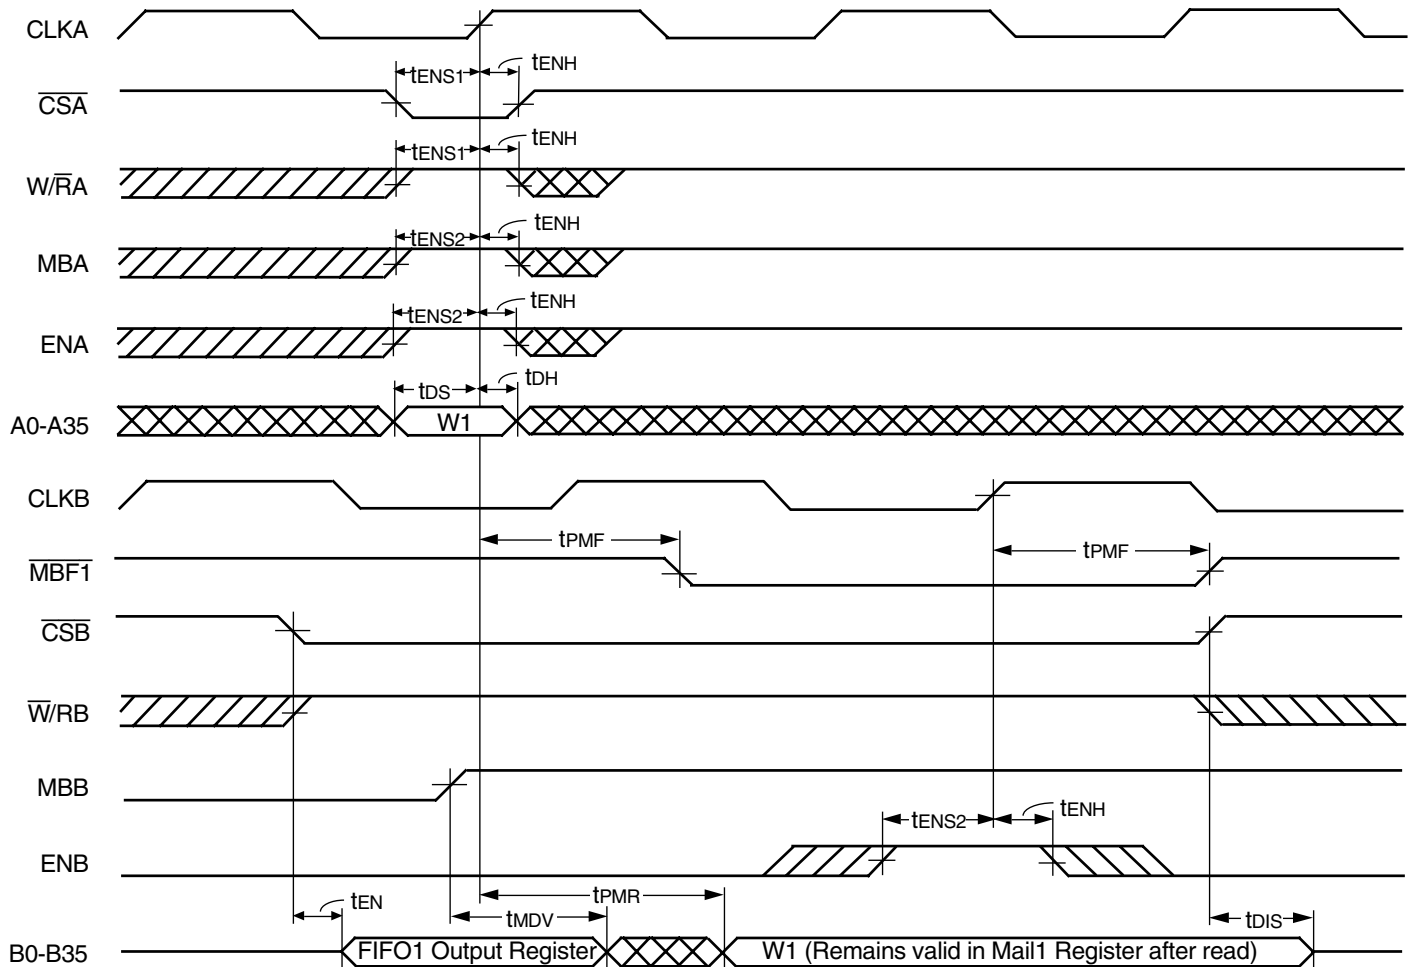 CLKA
tENS1
tENH
CSA
tENS1
tENH
W/RA
tENS2
tENH
MBA
tENS2
tENH
ENA
tDS
tDH
A0-A35
W1
CLKB
tPMF
tPMF
MBF1
CSB
W/RB
MBB
tENS2
tENH
ENB
tEN
tPMR
tMDV
tDIS
B0-B35
FIFO1 Output Register
W1 (Remains valid in Mail1 Register after read)